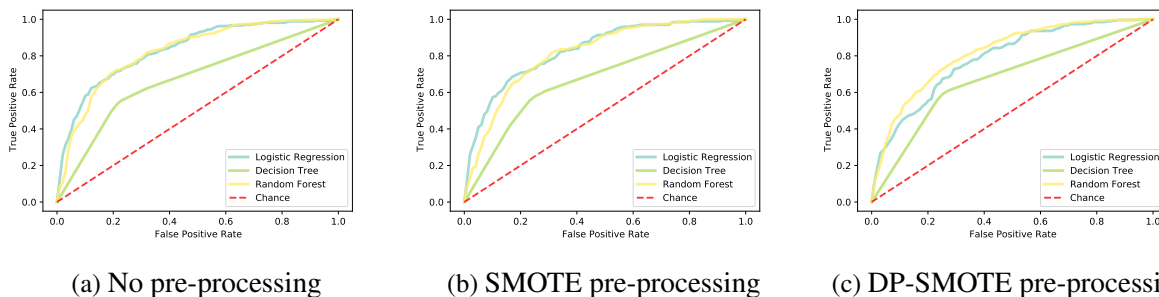 1.0
0.8
0.6
0.4
0.2
0.0
True Positive Rate
0.0 0.2 0.4 0.6 0.8 1.0
False Positive Rate
Logistic Regression
Decision Tree
Random Forest
Chance
(a) No pre-processing
1.0
0.8
0.6
0.4
0.2
0.0
True Positive Rate
0.0 0.2 0.4 0.6 0.8 1.0
False Positive Rate
Logistic Regression
Decision Tree
Random Forest
Chance
(b) SMOTE pre-processing
1.0
0.8
0.6
0.4
0.2
0.0
True Positive Rate
0.0 0.2 0.4 0.6 0.8 1.0
False Positive Rate
Logistic Regression
Decision Tree
Random Forest
Chance
(c) DP-SMOTE